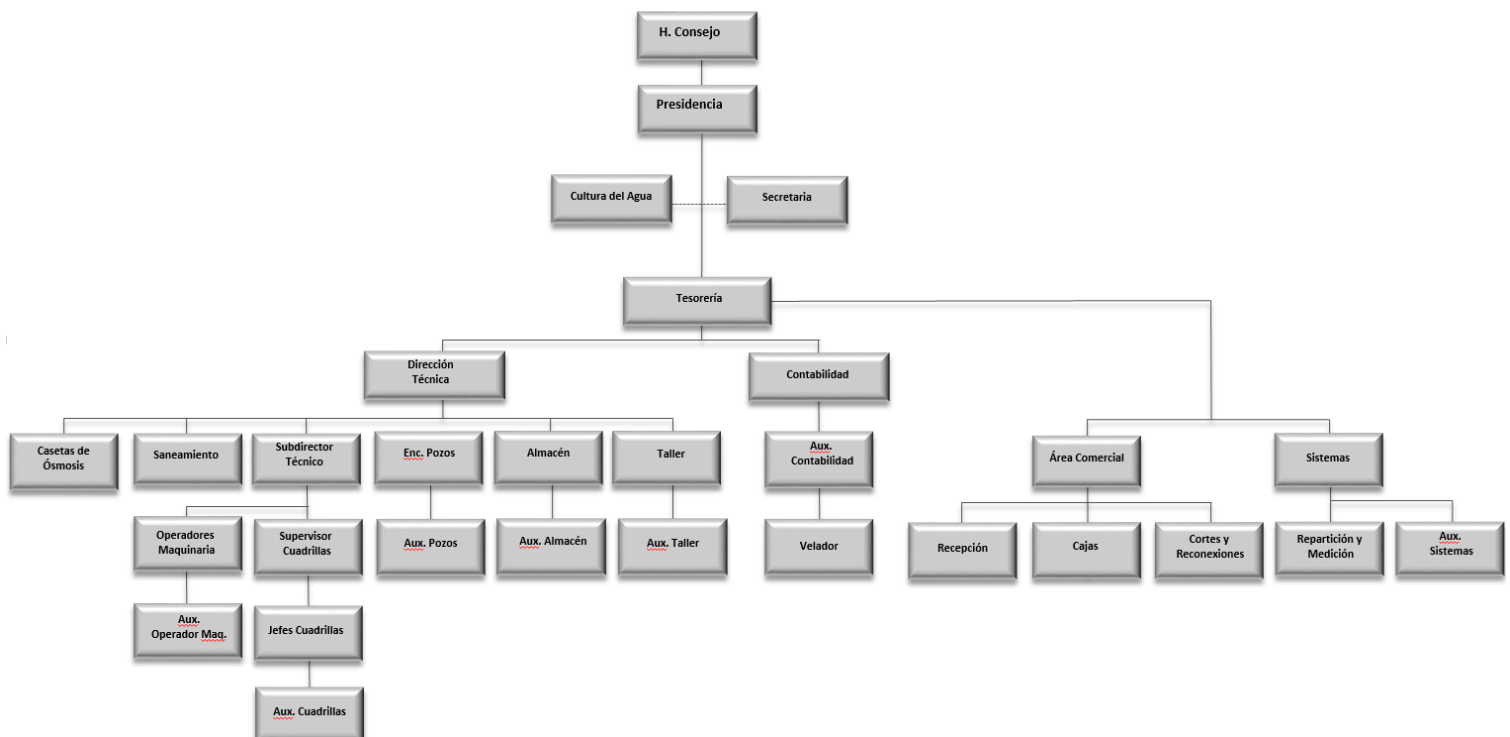 H. Consejo
Presidencia
Cultura del Agua
Secretaria
Tesorería
Dirección
Técnica
Contabilidad
Casetas de
Ósmosis
Saneamiento
Subdirector
Técnico
Enc. Pozos
Almacén
Taller
Aux.
Contabilidad
Área Comercial
Sistemas
Operadores
Maquinaria
Supervisor
Cuadrillas
Aux. Pozos
Aux. Almacén
Aux. Taller
Velador
Recepción
Cajas
Cortes y
Reconexiones
Repartición y
Medición
Aux.
Sistemas
Aux.
Operador Maq.
Jefes Cuadrillas
Aux. Cuadrillas